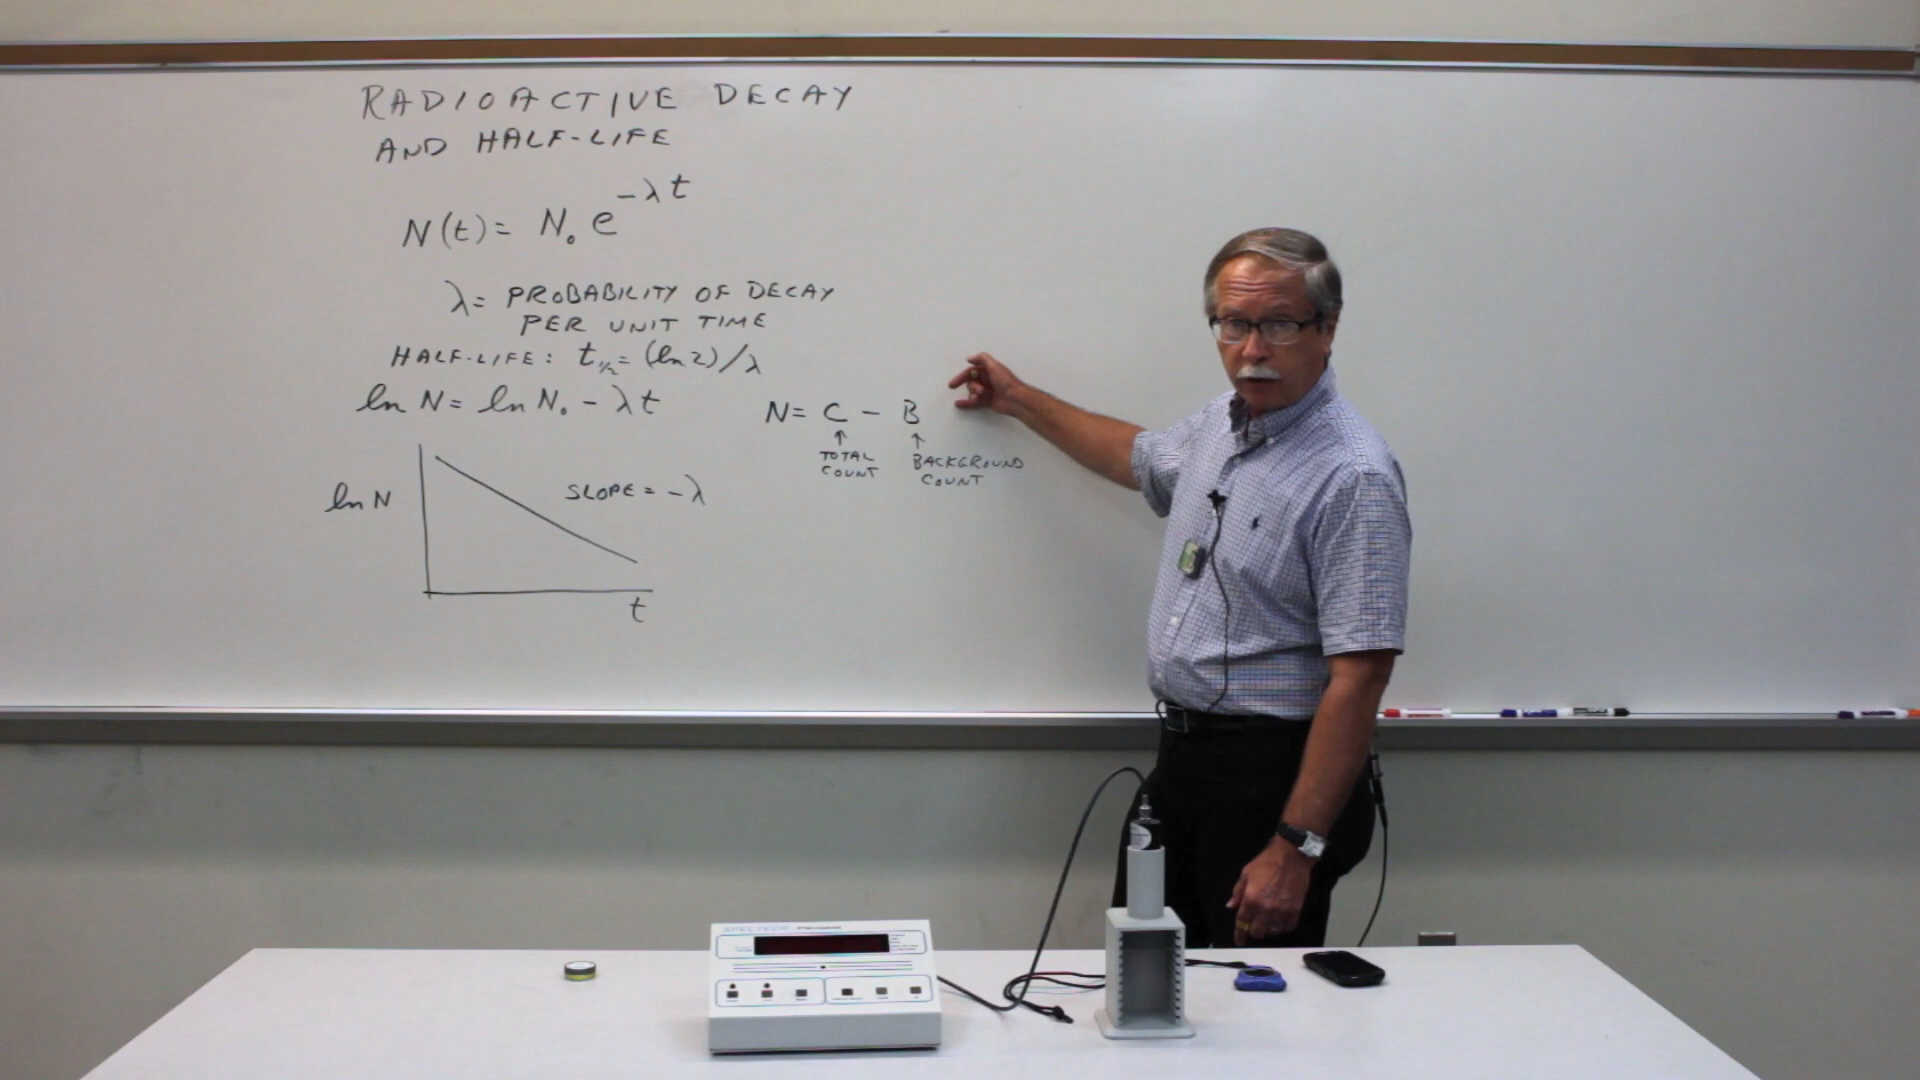 RADIOACTIVE DECAY
AND HALF-LIFE
N(t) = N₀ e^(-λt)
λ = PROBABILITY OF DECAY
PER UNIT TIME
HALF-LIFE: t₁/₂ = (ln 2)/λ
ln N = ln N₀ - λt
N = C - B
↑ ↑
TOTAL COUNT
BACKGROUND COUNT
ln N
SLOPE = -λ
t
SPECTECH